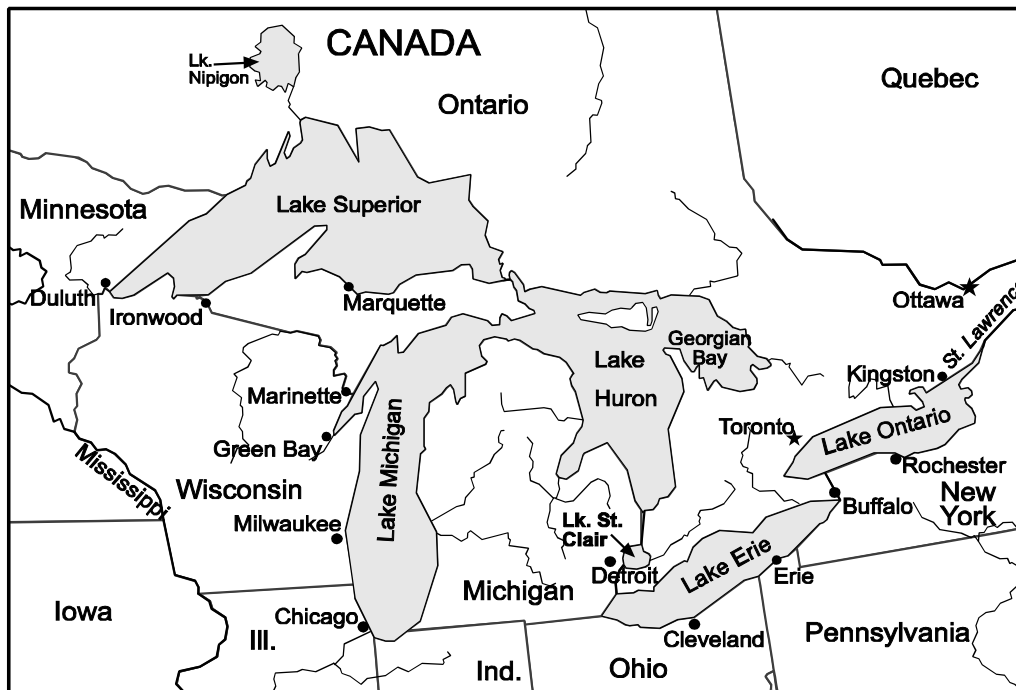 CANADA
Lk.
Nipigon
Quebec
Ontario
Minnesota
Lake Superior
Duluth
Ironwood
Marquette
Ottawa
St. Lawrence
Georgian
Bay
Lake
Huron
Kingston
Marinette
Toronto
Lake Ontario
Green Bay
Lake Michigan
Rochester
Mississippi
Wisconsin
New
York
Buffalo
Milwaukee
Lk. St.
Clair
Lake Erie
Detroit
Erie
Michigan
Iowa
Chicago
Ill.
Cleveland
Pennsylvania
Ind.
Ohio